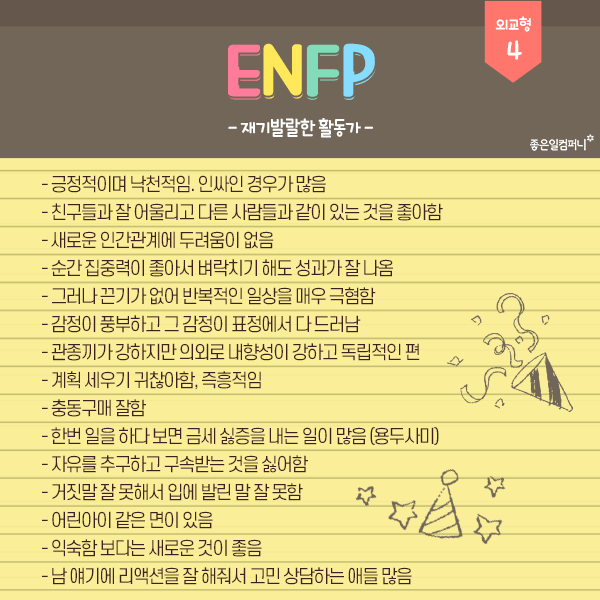 외교형
4
ENFP
- 재기발랄한 활동가 -
좋은일컴퍼니
- 긍정적이며 낙천적임. 인싸인 경우가 많음
- 친구들과 잘 어울리고 다른 사람들과 같이 있는 것을 좋아함
- 새로운 인간관계에 두려움이 없음
- 순간 집중력이 좋아서 벼락치기 해도 성과가 잘 나옴
- 그러나 끈기가 없어 반복적인 일상을 매우 극혐함
- 감정이 풍부하고 그 감정이 표정에서 다 드러남
- 관종끼가 강하지만 의외로 내향성이 강하고 독립적인 편
- 계획 세우기 귀찮아함, 즉흥적임
- 충동구매 잘함
- 한번 일을 하다 보면 금세 싫증을 내는 일이 많음 (용두사미)
- 자유를 추구하고 구속받는 것을 싫어함
- 거짓말 잘 못해서 입에 발린 말 잘 못함
- 어린아이 같은 면이 있음
- 익숙함 보다는 새로운 것이 좋음
- 남 얘기에 리액션을 잘 해줘서 고민 상담하는 애들 많음